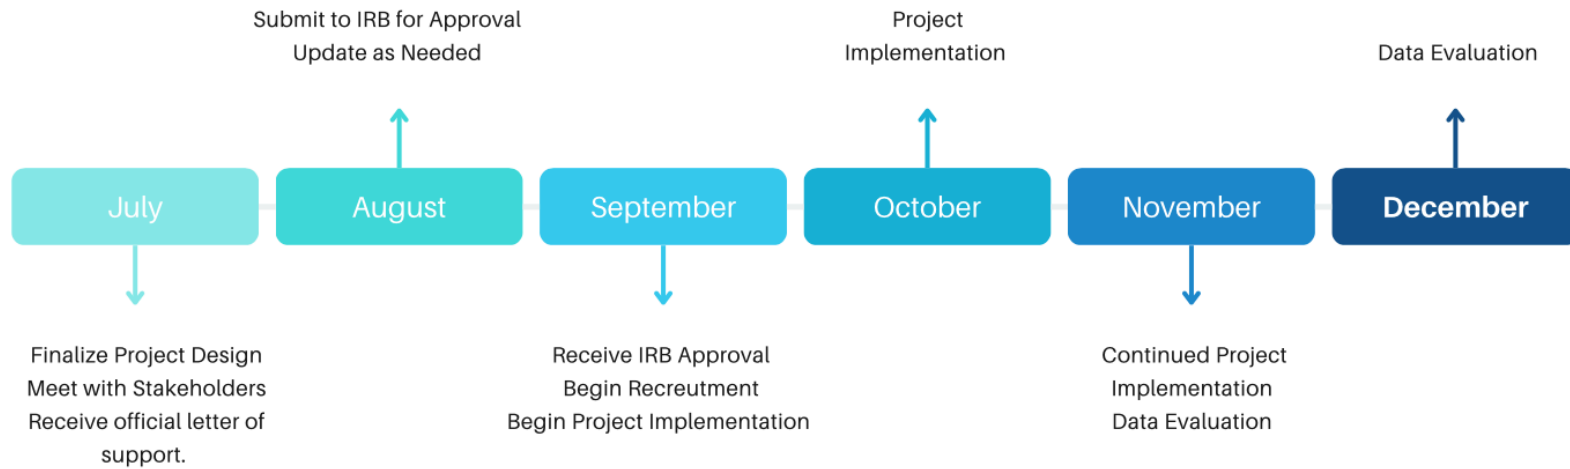 Submit to IRB for Approval
Update as Needed
Project
Implementation
Data Evaluation
July
August
September
October
November
December
Finalize Project Design
Meet with Stakeholders
Receive official letter of
support.
Receive IRB Approval
Begin Recreutment
Begin Project Implementation
Continued Project
Implementation
Data Evaluation